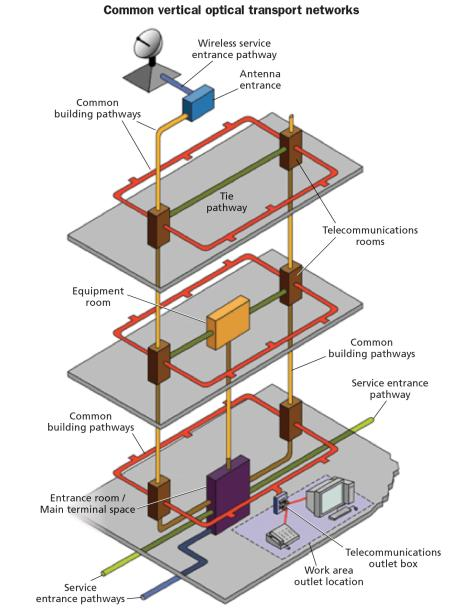 Common vertical optical transport networks
Wireless service
entrance pathway
Antenna
entrance
Common
building pathways
Tie
pathway
Telecommunications
rooms
Equipment
room
Common
building pathways
Service entrance
pathway
Common
building pathways
Entrance room /
Main terminal space
Telecommunications
outlet box
Work area
outlet location
Service
entrance pathways